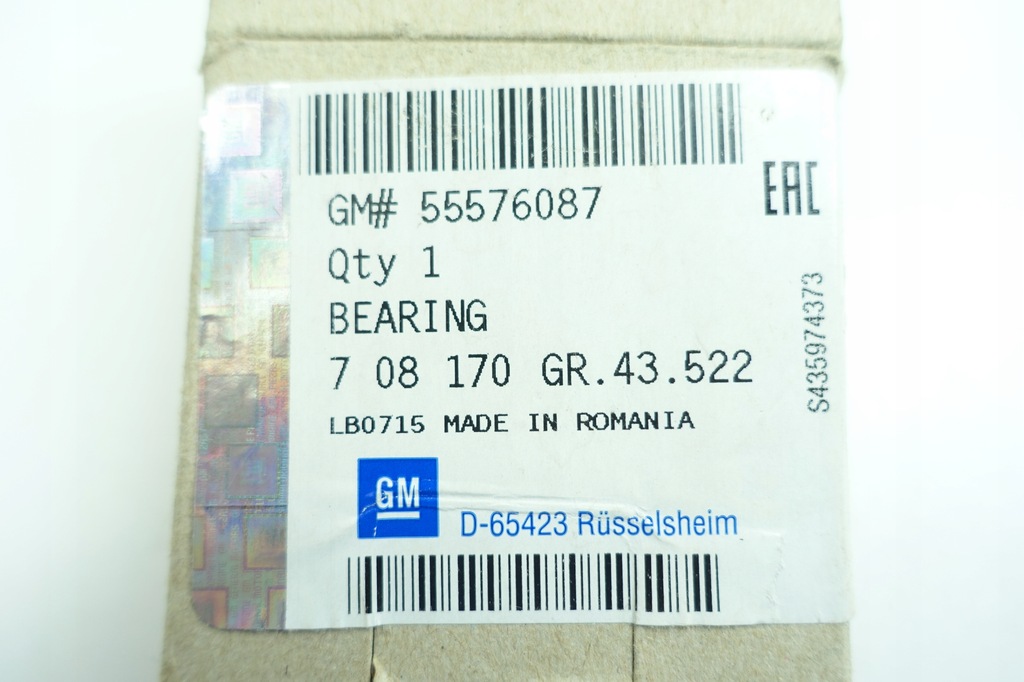 GM# 55576087
EAC
Qty 1
BEARING
7 08 170 GR.43.522
LB0715 MADE IN ROMANIA
S435974373
GM
D-65423 Rüsselsheim